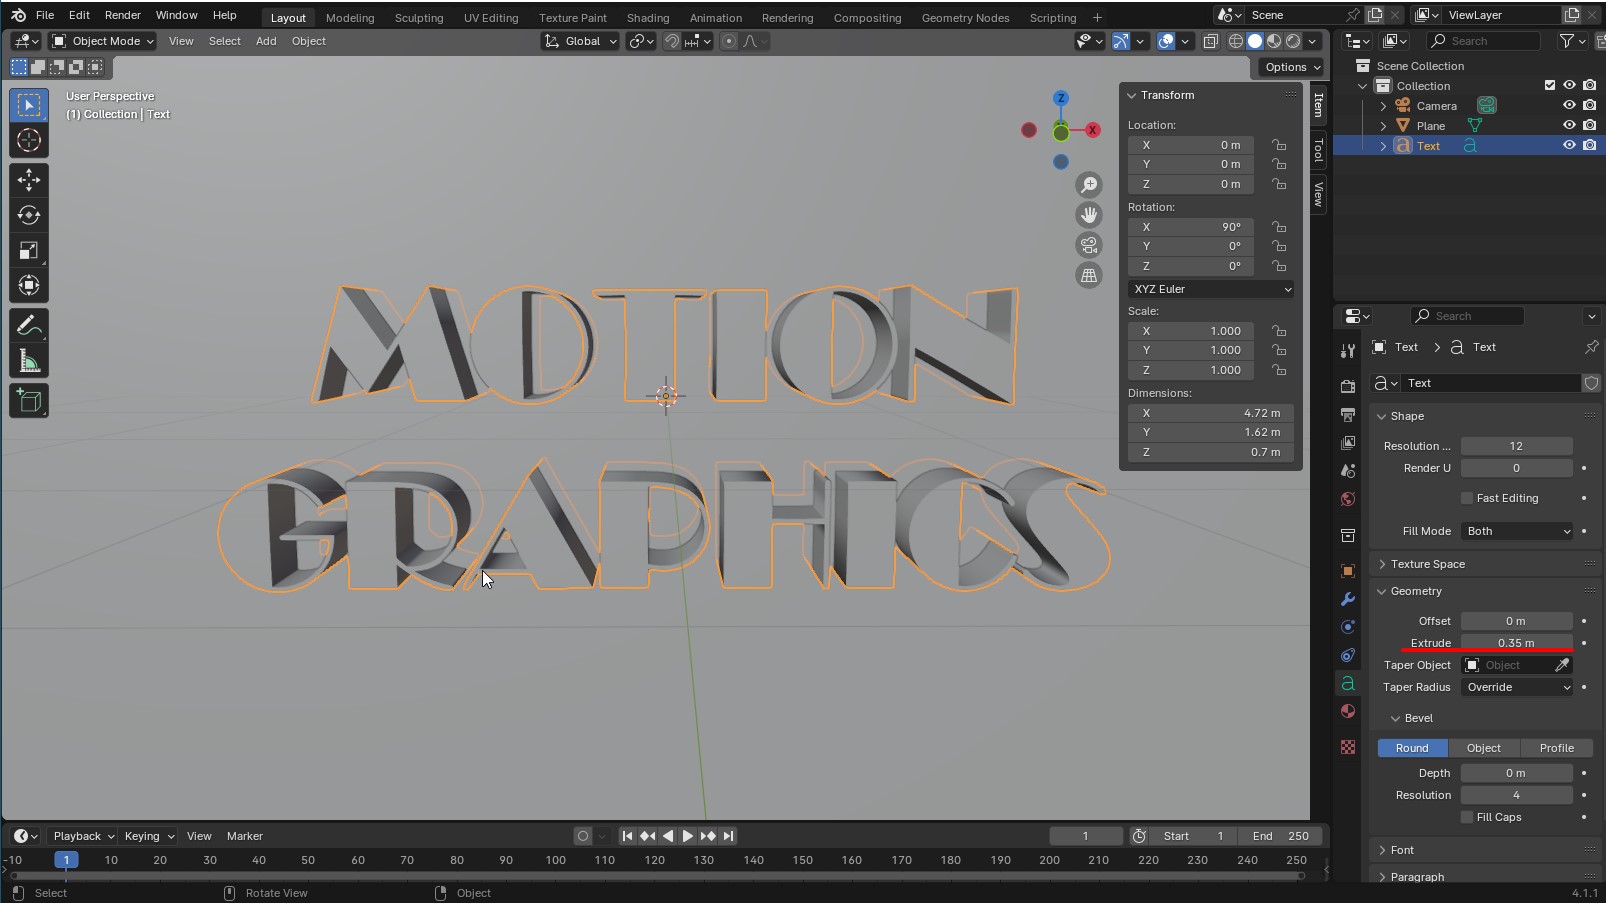 File Edit Render Window Help Layout Modeling Sculpting UV Editing Texture Paint Shading Animation Rendering Compositing Geometry Nodes Scripting + Scene ViewLayer
Object Mode View Select Add Object Global Search
Options
User Perspective
(1) Collection | Text
Z
X
MOTION
GRAPHICS
Transform
Location:
X 0 m
Y 0 m
Z 0 m
Rotation:
X 90°
Y 0°
Z 0°
XYZ Euler
Scale:
X 1.000
Y 1.000
Z 1.000
Dimensions:
X 4.72 m
Y 1.62 m
Z 0.7 m
Item
Tool
View
Scene Collection
Collection
Camera
Plane
Text
Search
Text > Text
Text
Shape
Resolution ... 12
Render U 0
Fast Editing
Fill Mode Both
Texture Space
Geometry
Offset 0 m
Extrude 0.35 m
Taper Object Object
Taper Radius Override
Bevel
Round Object Profile
Depth 0 m
Resolution 4
Fill Caps
Font
Paragraph
Playback Keying View Marker 1 Start 1 End 250
-10 1 10 20 30 40 50 60 70 80 90 100 110 120 130 140 150 160 170 180 190 200 210 220 230 240 250
Select Rotate View Object 4.1.1